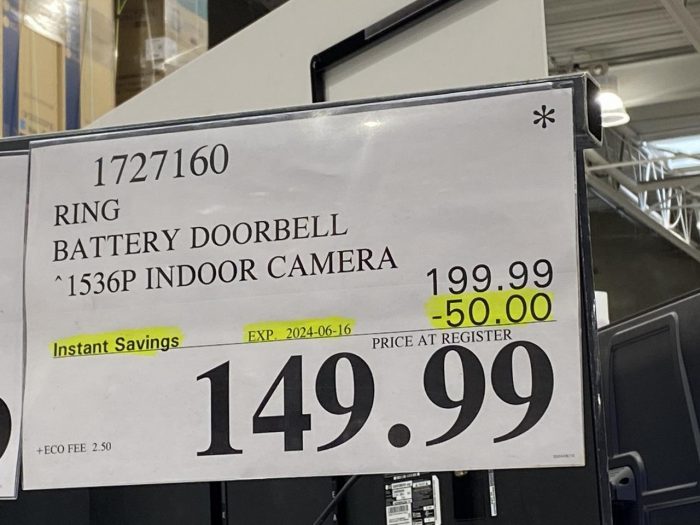 *
1727160
RING
BATTERY DOORBELL
^1536P INDOOR CAMERA
199.99
-50.00
Instant Savings EXP. 2024-06-16
PRICE AT REGISTER
149.99
+ECO FEE 2.50